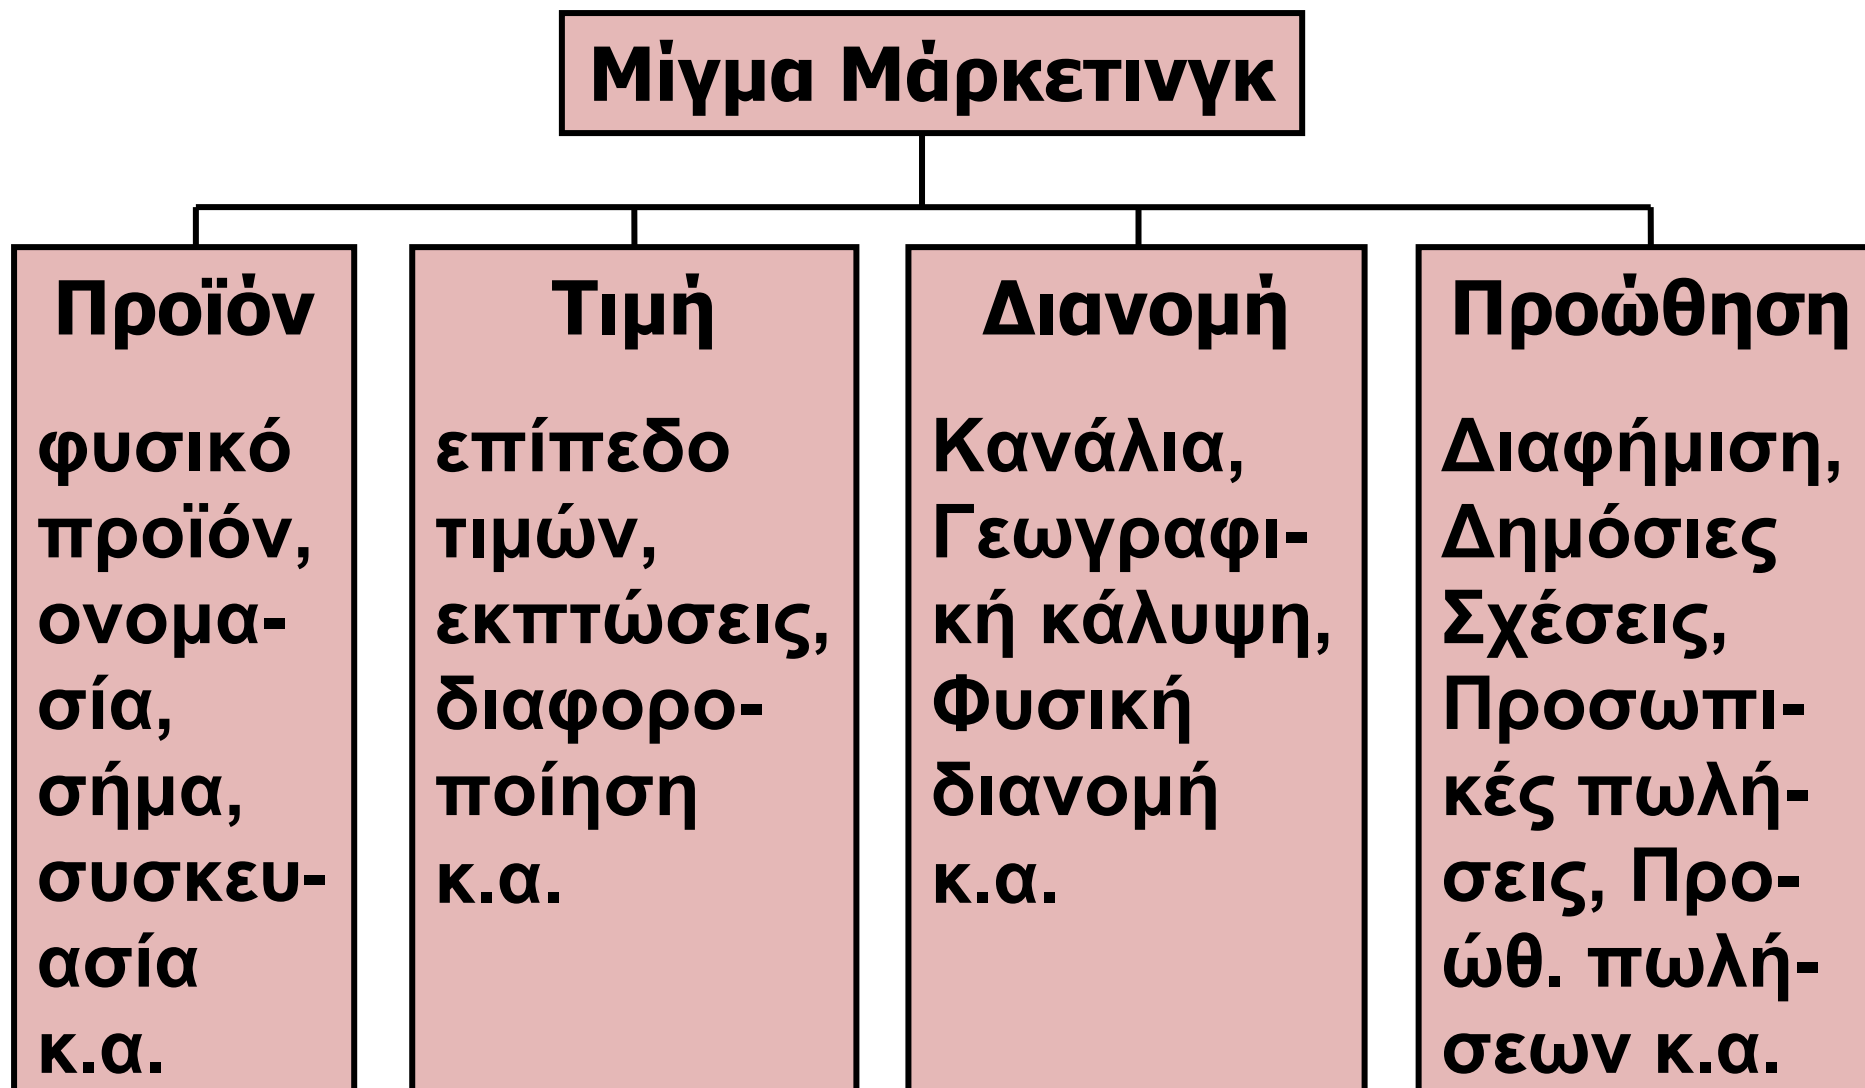 Μίγμα Μάρκετινγκ
Προϊόν
φυσικό
προϊόν,
ονομα-
σία,
σήμα,
συσκευ-
ασία
κ.α.
Τιμή
επίπεδο
τιμών,
εκπτώσεις,
διαφορο-
ποίηση
κ.α.
Διανομή
Κανάλια,
Γεωγραφι-
κή κάλυψη,
Φυσική
διανομή
κ.α.
Προώθηση
Διαφήμιση,
Δημόσιες
Σχέσεις,
Προσωπι-
κές πωλή-
σεις, Προ-
ώθ. πωλή-
σεων κ.α.